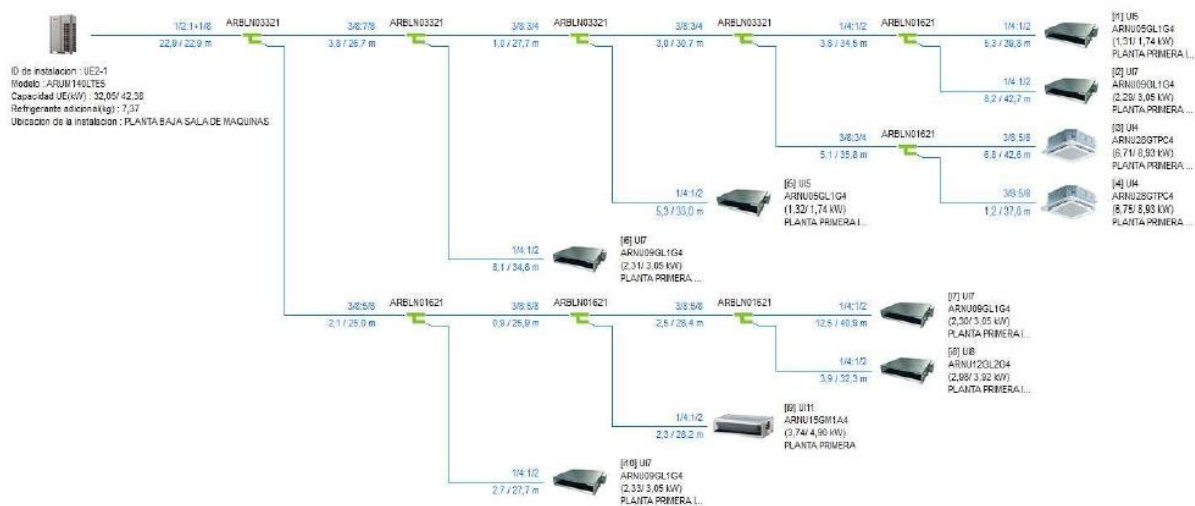 1/2:1+1/8
22,9 / 22,9 m
ARBLN03321
3/8:7/8
3,8 / 26,7 m
ARBLN03321
3/8:3/4
1,0 / 27,7 m
ARBLN03321
3/8:3/4
3,0 / 30,7 m
ARBLN03321
1/4:1/2
3,8 / 34,5 m
ARBLN01621
1/4:1/2
5,3 / 39,8 m
[i1] UI5
ARNU05GL1G4
(1,31/ 1,74 kW)
PLANTA PRIMERA I...
ID de instalacion : UE2-1
Modelo : ARUM140LTE5
Capacidad UE(kW) : 32,05/ 42,38
Refrigerante adicional(kg) : 7,37
Ubicacion de la instalacion : PLANTA BAJA SALA DE MAQUINAS
1/4:1/2
8,2 / 42,7 m
[i2] UI7
ARNU09GL1G4
(2,29/ 3,05 kW)
PLANTA PRIMERA I...
3/8:3/4
5,1 / 35,8 m
ARBLN01621
3/8:5/8
6,8 / 42,6 m
[i3] UI4
ARNU28GTPC4
(6,71/ 8,93 kW)
PLANTA PRIMERA ...
3/8:5/8
1,2 / 37,0 m
[i4] UI4
ARNU28GTPC4
(6,75/ 8,93 kW)
PLANTA PRIMERA ...
1/4:1/2
5,3 / 33,0 m
[i5] UI5
ARNU05GL1G4
(1,32/ 1,74 kW)
PLANTA PRIMERA I...
1/4:1/2
8,1 / 34,8 m
[i6] UI7
ARNU09GL1G4
(2,31/ 3,05 kW)
PLANTA PRIMERA ...
3/8:5/8
2,1 / 25,0 m
ARBLN01621
3/8:5/8
0,9 / 25,9 m
ARBLN01621
3/8:5/8
2,5 / 28,4 m
ARBLN01621
1/4:1/2
12,5 / 40,9 m
[i7] UI7
ARNU09GL1G4
(2,30/ 3,05 kW)
PLANTA PRIMERA I...
1/4:1/2
3,9 / 32,3 m
[i8] UI8
ARNU12GL2G4
(2,98/ 3,92 kW)
PLANTA PRIMERA I...
1/4:1/2
2,3 / 28,2 m
[i9] UI11
ARNU15GM1A4
(3,74/ 4,90 kW)
PLANTA PRIMERA
1/4:1/2
2,7 / 27,7 m
[i10] UI7
ARNU09GL1G4
(2,33/ 3,05 kW)
PLANTA PRIMERA I...